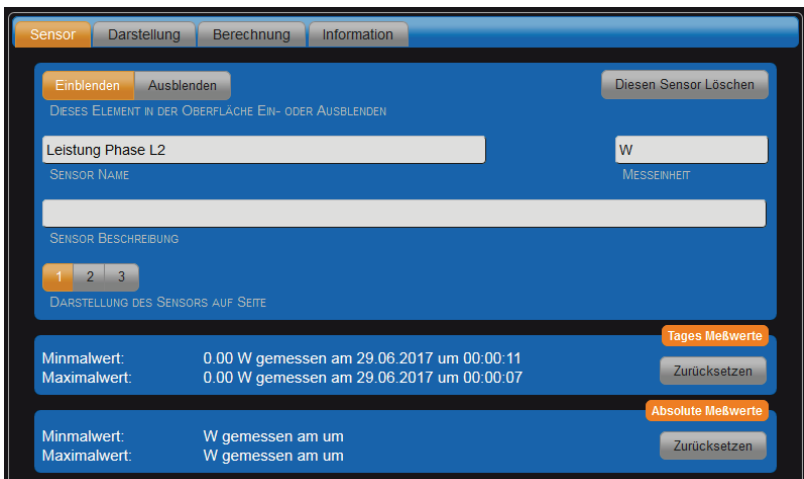 Sensor Darstellung Berechnung Information
Einblenden Ausblenden Diesen Sensor Löschen
Dieses Element in der Oberfläche Ein- oder Ausblenden
Leistung Phase L2 W
Sensor Name Messeinheit
Sensor Beschreibung
1 2 3
Darstellung des Sensors auf Seite
Tages Meßwerte
Minmalwert: 0.00 W gemessen am 29.06.2017 um 00:00:11
Maximalwert: 0.00 W gemessen am 29.06.2017 um 00:00:07
Zurücksetzen
Absolute Meßwerte
Minmalwert: W gemessen am um
Maximalwert: W gemessen am um
Zurücksetzen